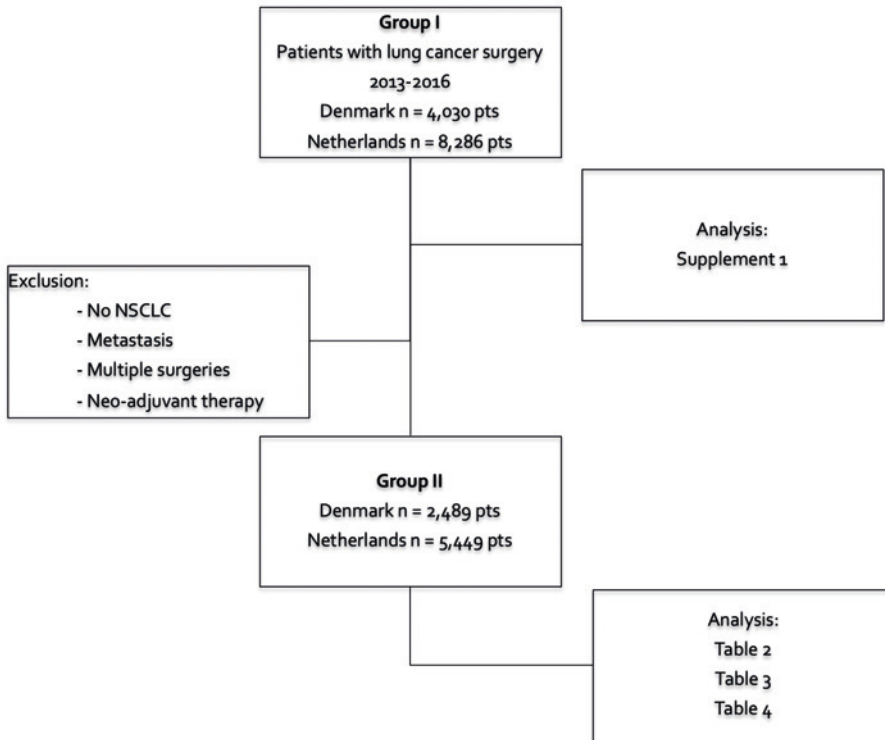 Group I
Patients with lung cancer surgery
2013-2016
Denmark n = 4,030 pts
Netherlands n = 8,286 pts
Analysis:
Supplement 1
Exclusion:
- No NSCLC
- Metastasis
- Multiple surgeries
- Neo-adjuvant therapy
Group II
Denmark n = 2,489 pts
Netherlands n = 5,449 pts
Analysis:
Table 2
Table 3
Table 4